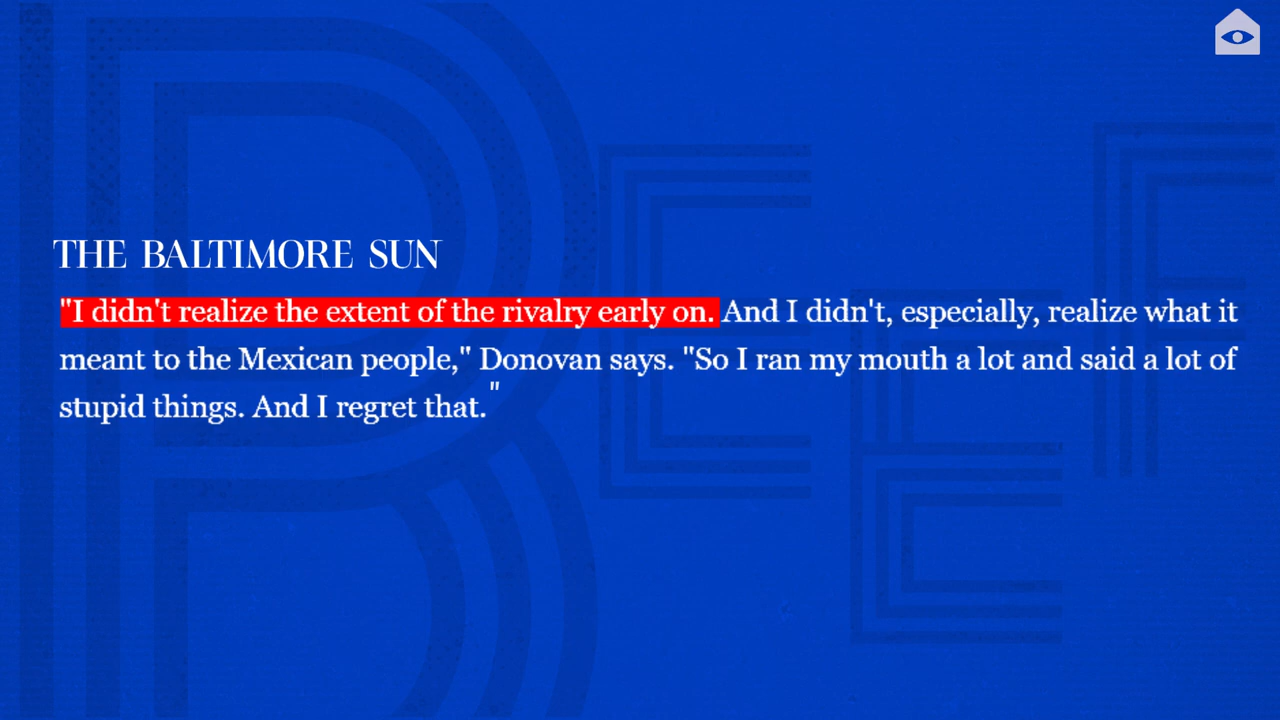 THE BALTIMORE SUN
"I didn't realize the extent of the rivalry early on. And I didn't, especially, realize what it
meant to the Mexican people," Donovan says. "So I ran my mouth a lot and said a lot of
stupid things. And I regret that."
BEEF